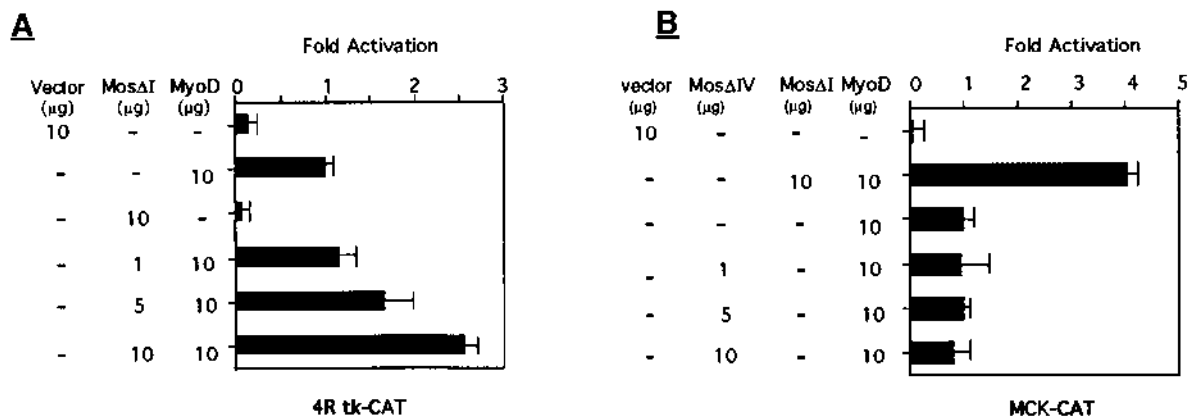 A
Fold Activation
Vector MosΔI MyoD
(μg) (μg) (μg)
0 1 2 3
10 - -
- - 10
- 10 -
- 1 10
- 5 10
- 10 10
4R tk-CAT
B
Fold Activation
vector MosΔIV MosΔI MyoD
(μg) (μg) (μg) (μg)
0 1 2 3 4 5
10 - - -
- - 10 10
- - - 10
- 1 - 10
- 5 - 10
- 10 - 10
MCK-CAT